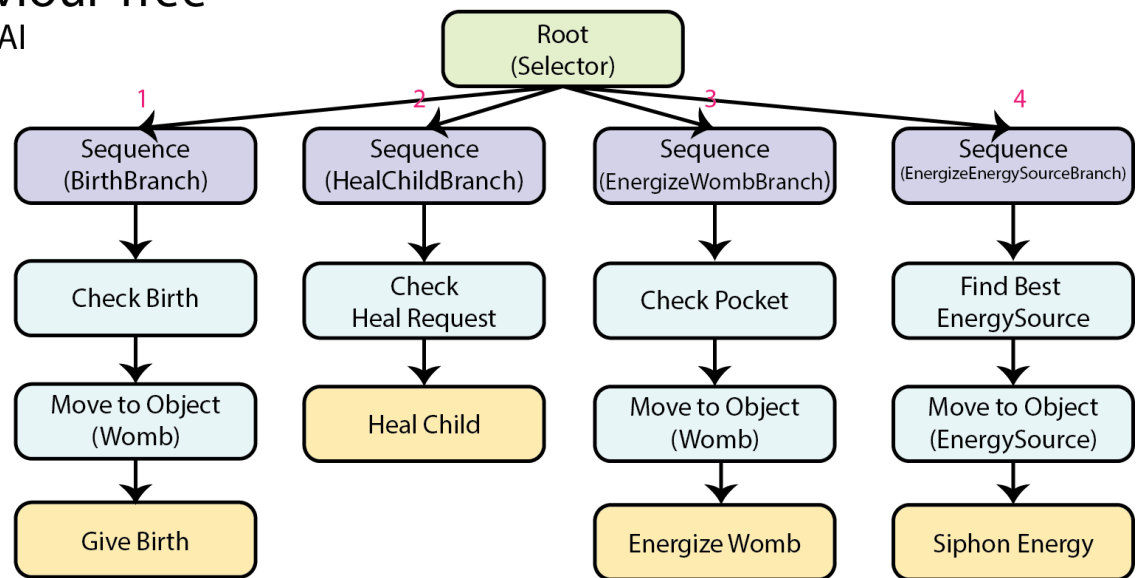 AI
Root
(Selector)
1
2
3
4
Sequence
(BirthBranch)
Sequence
(HealChildBranch)
Sequence
(EnergizeWombBranch)
Sequence
(EnergizeEnergySourceBranch)
Check Birth
Check
Heal Request
Check Pocket
Find Best
EnergySource
Move to Object
(Womb)
Heal Child
Move to Object
(Womb)
Move to Object
(EnergySource)
Give Birth
Energize Womb
Siphon Energy